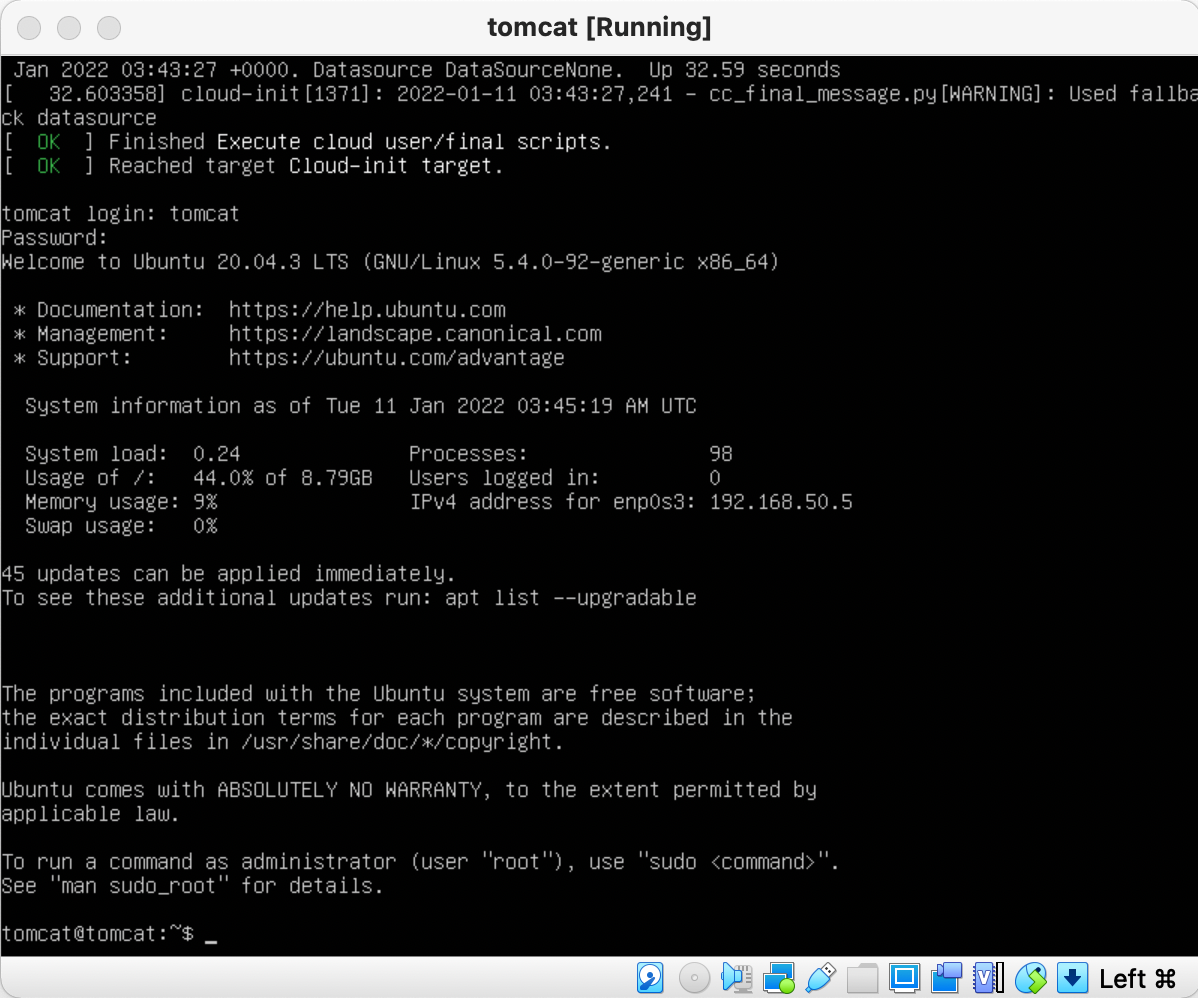 tomcat [Running]
 Jan 2022 03:43:27 +0000. Datasource DataSourceNone.  Up 32.59 seconds
[   32.603358] cloud-init[1371]: 2022-01-11 03:43:27,241 - cc_final_message.py[WARNING]: Used fallba
ck datasource
[  OK  ] Finished Execute cloud user/final scripts.
[  OK  ] Reached target Cloud-init target.
tomcat login: tomcat
Password:
Welcome to Ubuntu 20.04.3 LTS (GNU/Linux 5.4.0-92-generic x86_64)
 * Documentation:  https://help.ubuntu.com
 * Management:     https://landscape.canonical.com
 * Support:        https://ubuntu.com/advantage
  System information as of Tue 11 Jan 2022 03:45:19 AM UTC
  System load:  0.24              Processes:               98
  Usage of /:   44.0% of 8.79GB   Users logged in:         0
  Memory usage: 9%                IPv4 address for enp0s3: 192.168.50.5
  Swap usage:   0%
45 updates can be applied immediately.
To see these additional updates run: apt list --upgradable
The programs included with the Ubuntu system are free software;
the exact distribution terms for each program are described in the
individual files in /usr/share/doc/*/copyright.
Ubuntu comes with ABSOLUTELY NO WARRANTY, to the extent permitted by
applicable law.
To run a command as administrator (user "root"), use "sudo <command>".
See "man sudo_root" for details.
tomcat@tomcat:~$ _
Left ⌘